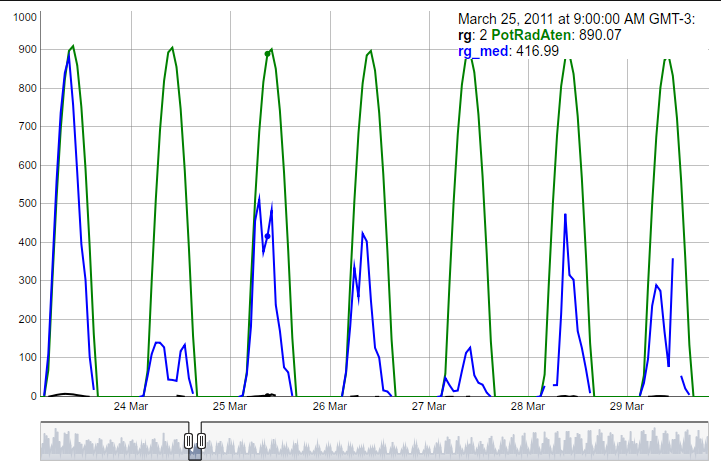 1000
March 25, 2011 at 9:00:00 AM GMT-3:
rg: 2 PotRadAten: 890.07
rg_med: 416.99
900
800
700
600
500
400
300
200
100
0
24 Mar 25 Mar 26 Mar 27 Mar 28 Mar 29 Mar